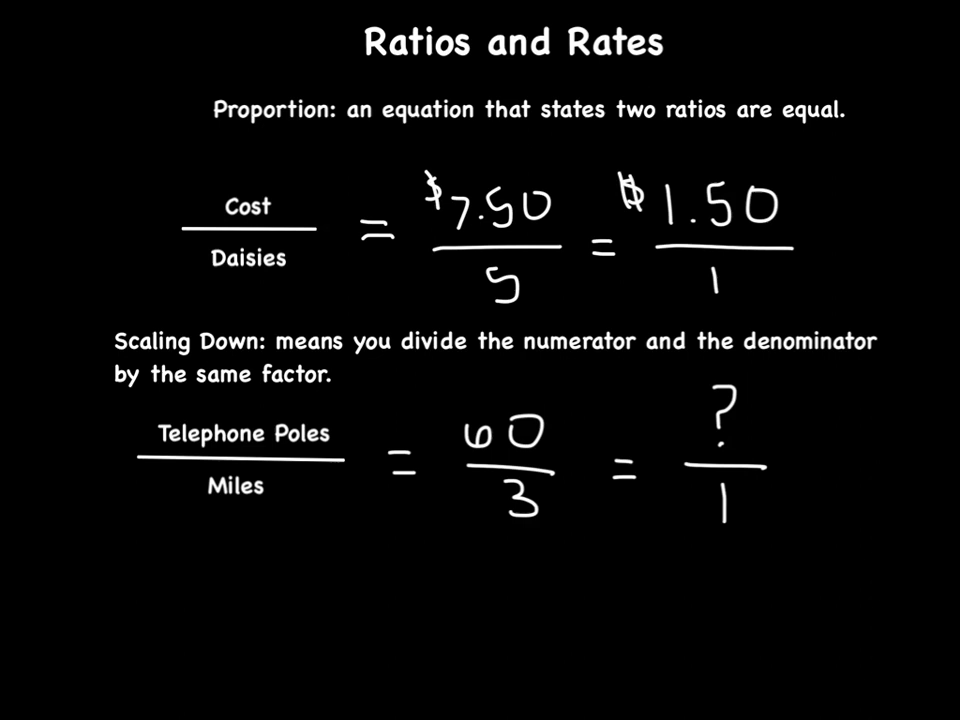 Ratios and Rates
Proportion: an equation that states two ratios are equal.
Cost
Daisies
=
$7.50
5
=
$1.50
1
Scaling Down: means you divide the numerator and the denominator
by the same factor.
Telephone Poles
Miles
=
60
3
=
?
1